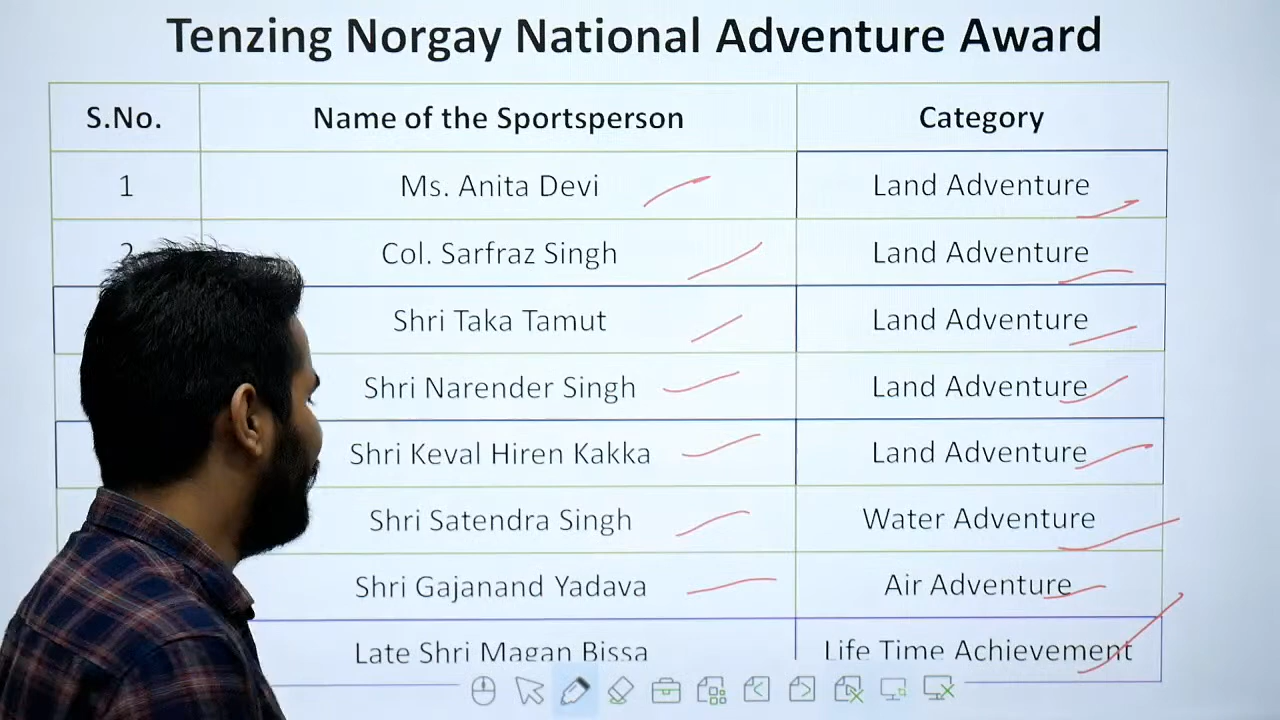 Tenzing Norgay National Adventure Award
S.No. Name of the Sportsperson Category
1 Ms. Anita Devi Land Adventure
Col. Sarfraz Singh Land Adventure
Shri Taka Tamut Land Adventure
Shri Narender Singh Land Adventure
Shri Keval Hiren Kakka Land Adventure
Shri Satendra Singh Water Adventure
Shri Gajanand Yadava Air Adventure
Late Shri Magan Bissa Life Time Achievement